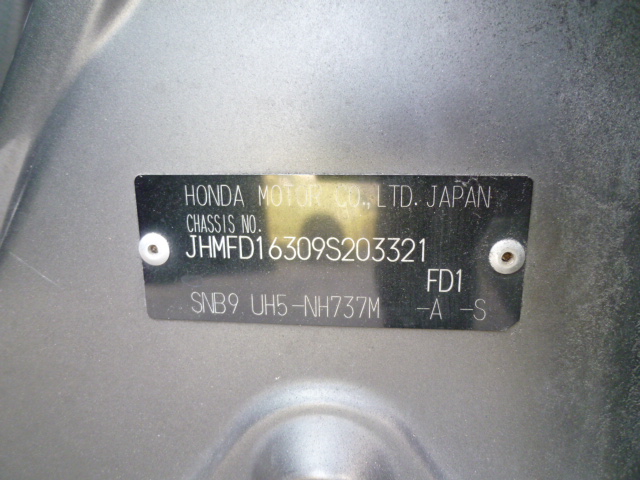 HONDA MOTOR CO.,LTD. JAPAN
CHASSIS NO.
JHMFD16309S203321
FD1
SNB9 UH5-NH737M -A -S